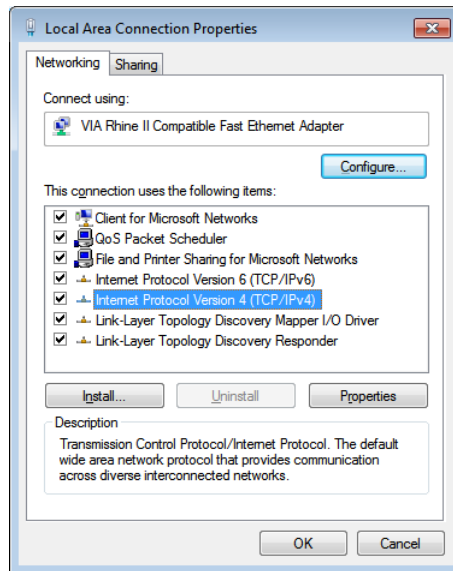 Local Area Connection Properties
Networking
Sharing
Connect using:
VIA Rhine II Compatible Fast Ethernet Adapter
Configure...
This connection uses the following items:
Client for Microsoft Networks
QoS Packet Scheduler
File and Printer Sharing for Microsoft Networks
Internet Protocol Version 6 (TCP/IPv6)
Internet Protocol Version 4 (TCP/IPv4)
Link-Layer Topology Discovery Mapper I/O Driver
Link-Layer Topology Discovery Responder
Install...
Uninstall
Properties
Description
Transmission Control Protocol/Internet Protocol. The default
wide area network protocol that provides communication
across diverse interconnected networks.
OK
Cancel